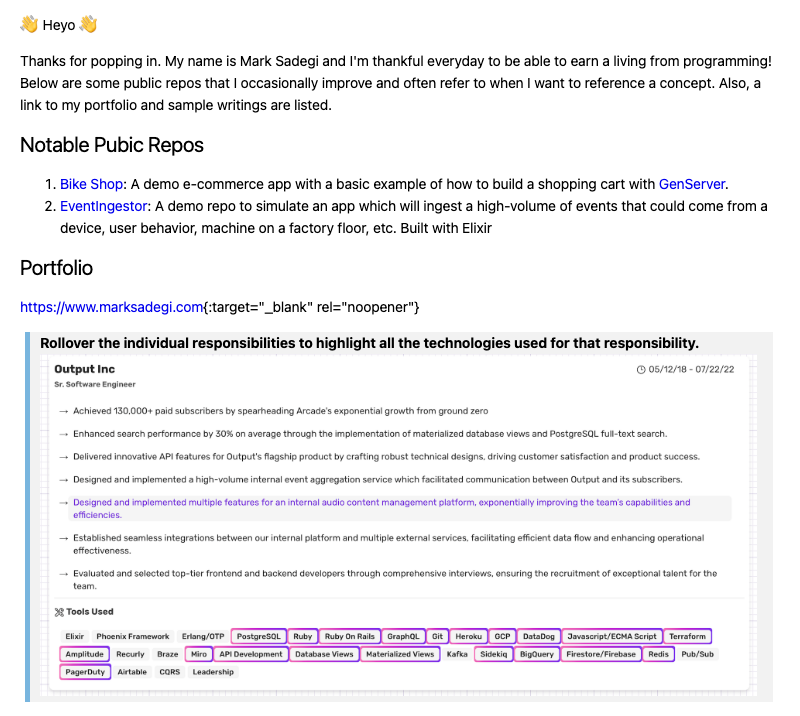 👋 Heyo 👋
Thanks for popping in. My name is Mark Sadegi and I'm thankful everyday to be able to earn a living from programming!
Below are some public repos that I occasionally improve and often refer to when I want to reference a concept. Also, a
link to my portfolio and sample writings are listed.
Notable Pubic Repos
1. Bike Shop: A demo e-commerce app with a basic example of how to build a shopping cart with GenServer.
2. EventIngestor: A demo repo to simulate an app which will ingest a high-volume of events that could come from a
device, user behavior, machine on a factory floor, etc. Built with Elixir
Portfolio
https://www.marksadegi.com{:target="_blank" rel="noopener"}
Rollover the individual responsibilities to highlight all the technologies used for that responsibility.
Output Inc 05/12/18 - 07/22/22
Sr. Software Engineer
→ Achieved 130,000+ paid subscribers by spearheading Arcade's exponential growth from ground zero
→ Enhanced search performance by 30% on average through the implementation of materialized database views and PostgreSQL full-text search.
→ Delivered innovative API features for Output's flagship product by crafting robust technical designs, driving customer satisfaction and product success.
→ Designed and implemented a high-volume internal event aggregation service which facilitated communication between Output and its subscribers.
→ Designed and implemented multiple features for an internal audio content management platform, exponentially improving the team's capabilities and
efficiencies.
→ Established seamless integrations between our internal platform and multiple external services, facilitating efficient data flow and enhancing operational
effectiveness.
→ Evaluated and selected top-tier frontend and backend developers through comprehensive interviews, ensuring the recruitment of exceptional talent for the
team.
Tools Used
Elixir Phoenix Framework Erlang/OTP PostgreSQL Ruby Ruby On Rails GraphQL Git Heroku GCP DataDog Javascript/ECMA Script Terraform
Amplitude Recurly Braze Miro API Development Database Views Materialized Views Kafka Sidekiq BigQuery Firestore/Firebase Redis Pub/Sub
PagerDuty Airtable CQRS Leadership